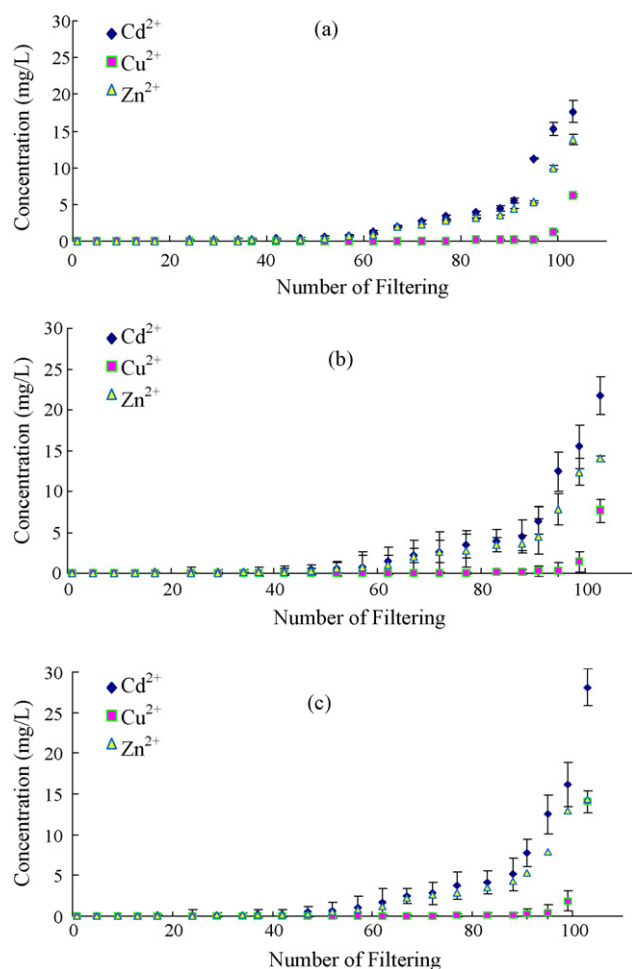 (a)
Cd²⁺
Cu²⁺
Zn²⁺
Concentration (mg/L)
30
25
20
15
10
5
0
0 20 40 60 80 100
Number of Filtering
(b)
Cd²⁺
Cu²⁺
Zn²⁺
Concentration (mg/L)
30
25
20
15
10
5
0
0 20 40 60 80 100
Number of Filtering
(c)
Cd²⁺
Cu²⁺
Zn²⁺
Concentration (mg/L)
30
25
20
15
10
5
0
0 20 40 60 80 100
Number of Filtering